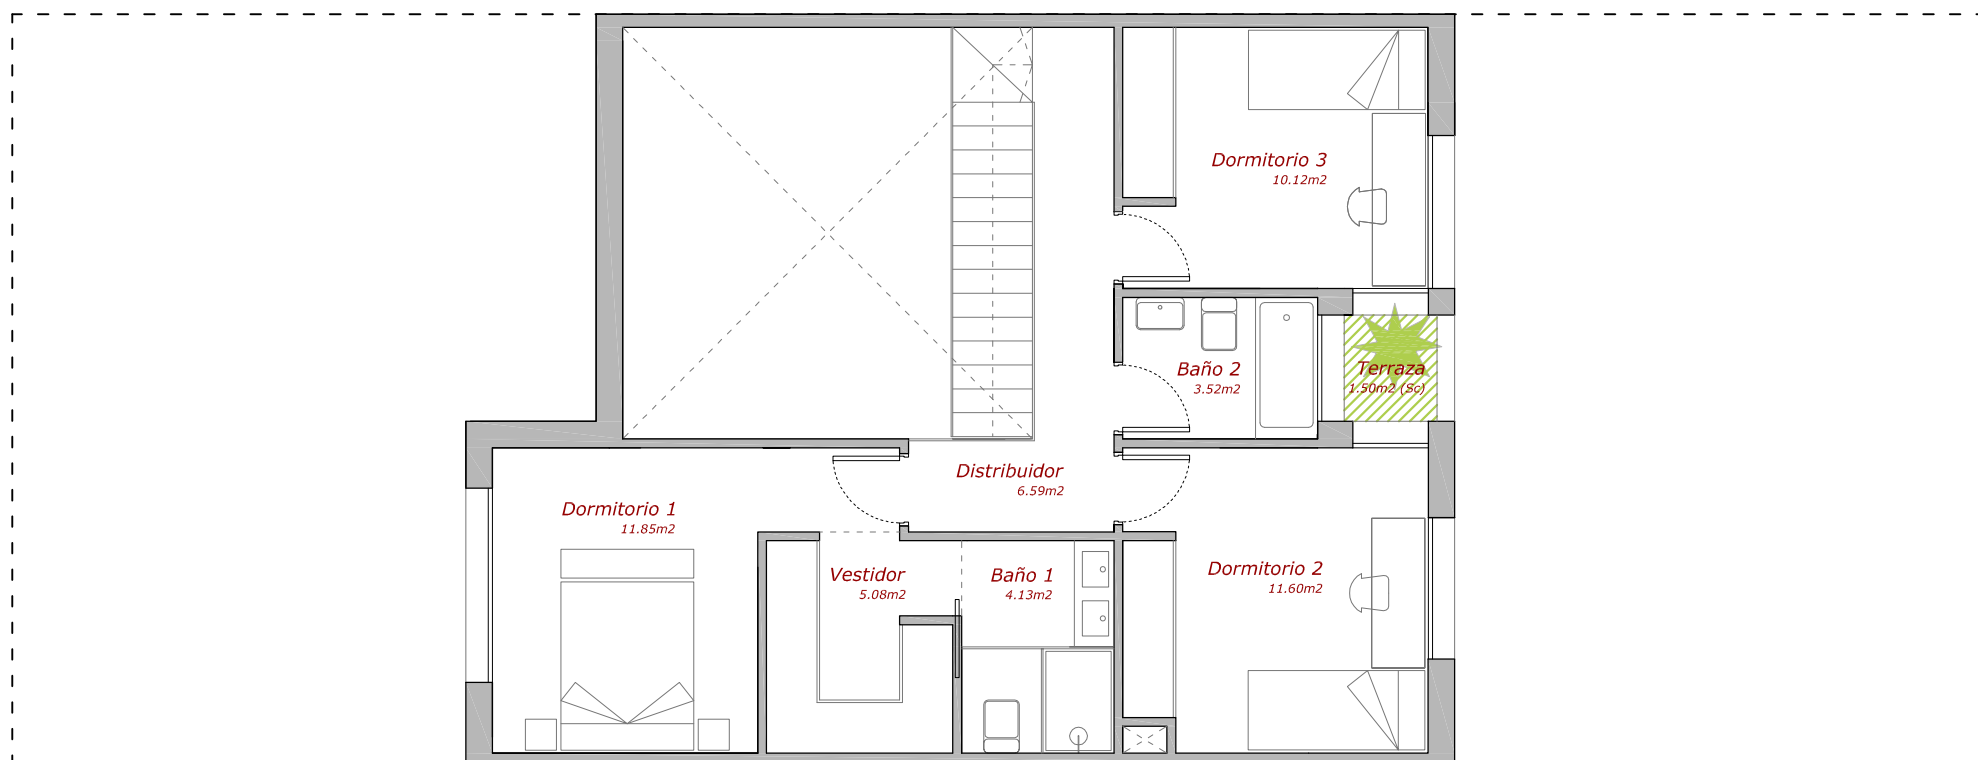 Dormitorio 3
10.12m2
Baño 2
3.52m2
Terraza
1.50m2 (Sc)
Distribuidor
6.59m2
Dormitorio 1
11.85m2
Vestidor
5.08m2
Baño 1
4.13m2
Dormitorio 2
11.60m2